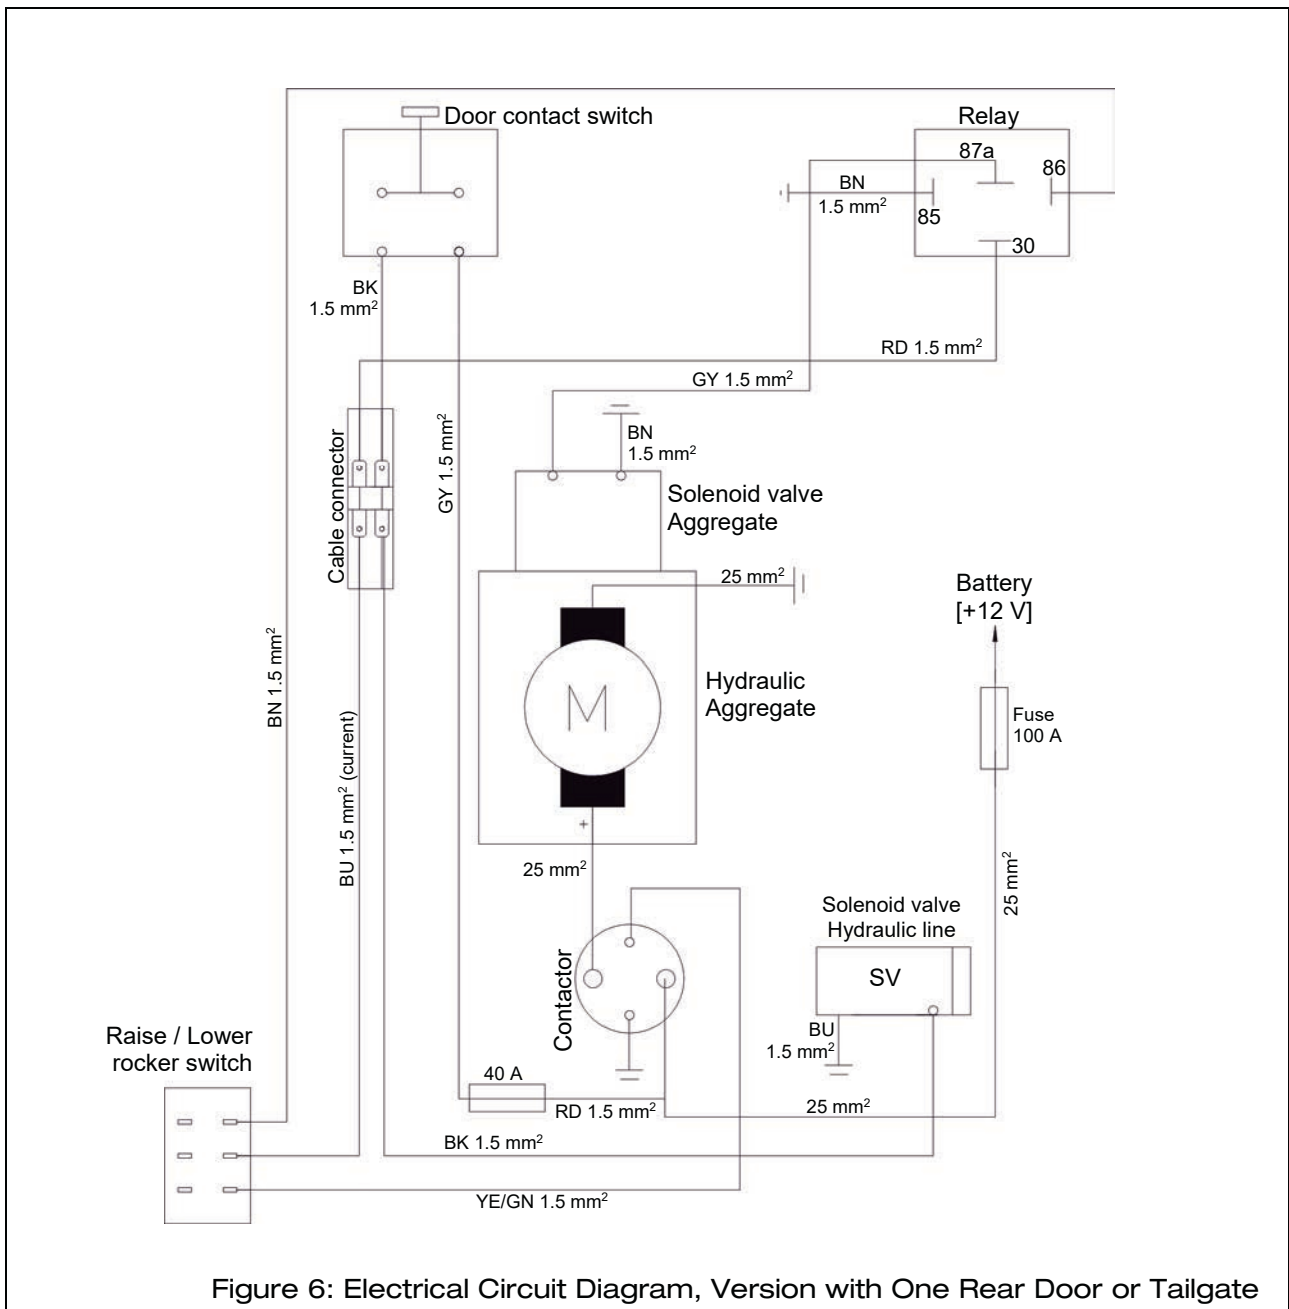 Door contact switch
Relay
87a
86
BN
1.5 mm²
85
30
BK
1.5 mm²
RD 1.5 mm²
GY 1.5 mm²
BN
1.5 mm²
GY 1.5 mm²
Cable connector
Solenoid valve
Aggregate
25 mm²
Battery
[+12 V]
BN 1.5 mm²
Hydraulic
Aggregate
M
Fuse
100 A
BU 1.5 mm² (current)
+
25 mm²
25 mm²
Solenoid valve
Hydraulic line
SV
Contactor
BU
1.5 mm²
Raise / Lower
rocker switch
40 A
RD 1.5 mm²
25 mm²
BK 1.5 mm²
YE/GN 1.5 mm²
Figure 6: Electrical Circuit Diagram, Version with One Rear Door or Tailgate